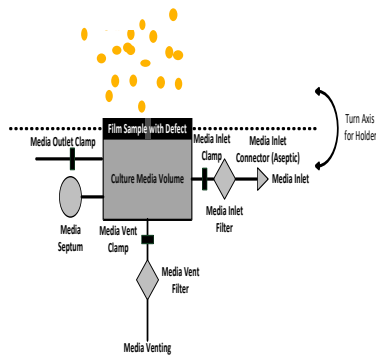 Film Sample with Defect
Turn Axis
for Holder
Media Outlet Clamp
Media Inlet
Clamp
Media Inlet
Connector (Aseptic)
Culture Media Volume
Media Inlet
Media Inlet
Filter
Media
Septum
Media Vent
Clamp
Media Vent
Filter
Media Venting